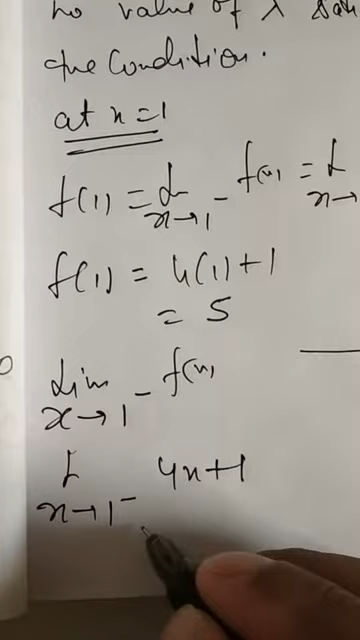 no value of λ
the Condition.
at x=1
f(1) = L x→1⁻ f(x) = L x→
f(1) = 4(1)+1
= 5
Lim x→1⁻ f(x)
L x→1⁻ 4x+1